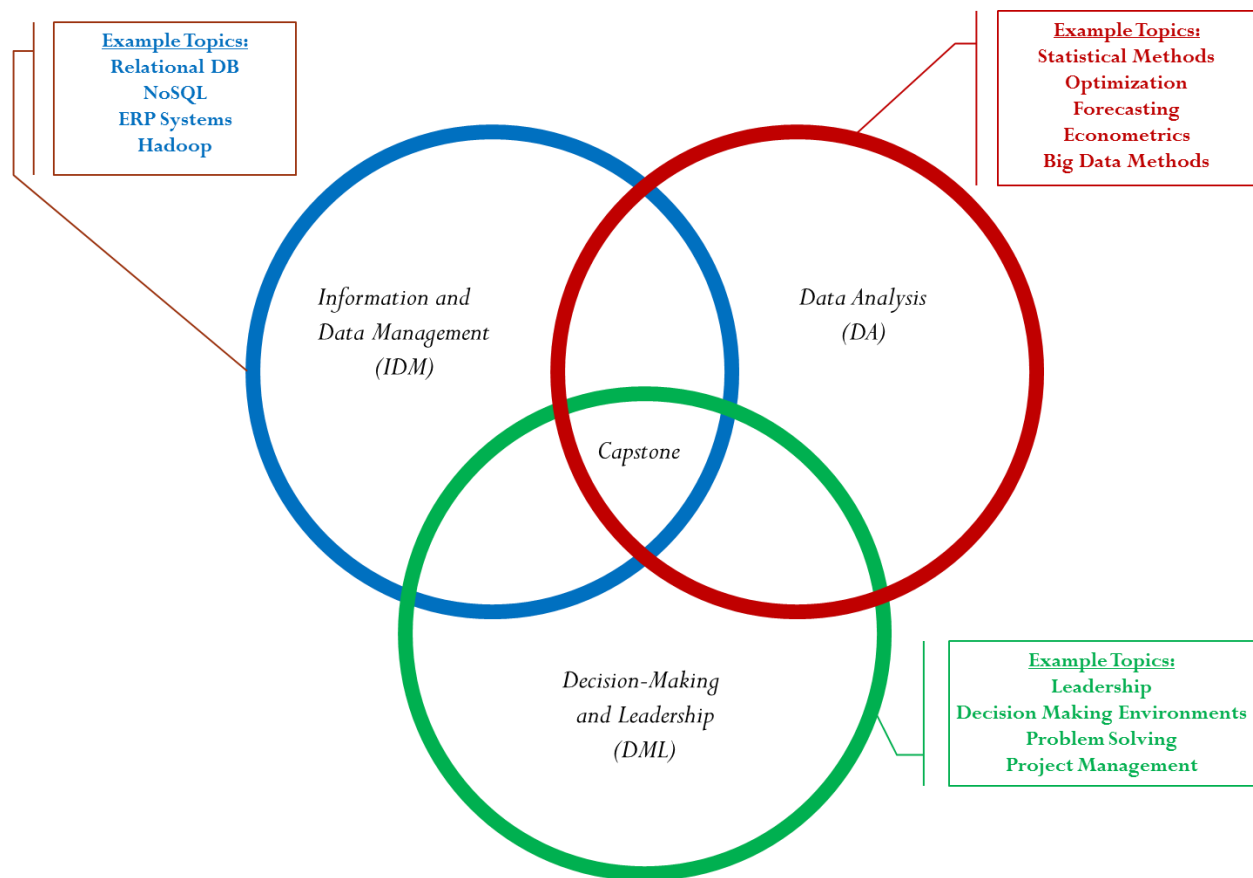 Example Topics:
Relational DB
NoSQL
ERP Systems
Hadoop
Example Topics:
Statistical Methods
Optimization
Forecasting
Econometrics
Big Data Methods
Information and
Data Management
(IDM)
Data Analysis
(DA)
Capstone
Decision-Making
and Leadership
(DML)
Example Topics:
Leadership
Decision Making Environments
Problem Solving
Project Management